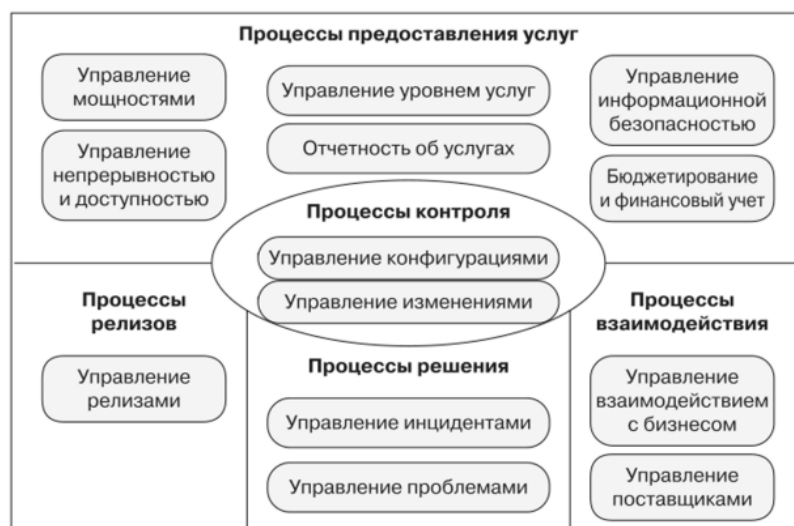 Процессы предоставления услуг
Управление
мощностями
Управление
непрерывностью
и доступностью
Управление уровнем услуг
Отчетность об услугах
Управление
информационной
безопасностью
Бюджетирование
и финансовый учет
Процессы контроля
Управление конфигурациями
Управление изменениями
Процессы
релизов
Управление
релизами
Процессы решения
Управление инцидентами
Управление проблемами
Процессы
взаимодействия
Управление
взаимодействием
с бизнесом
Управление
поставщиками